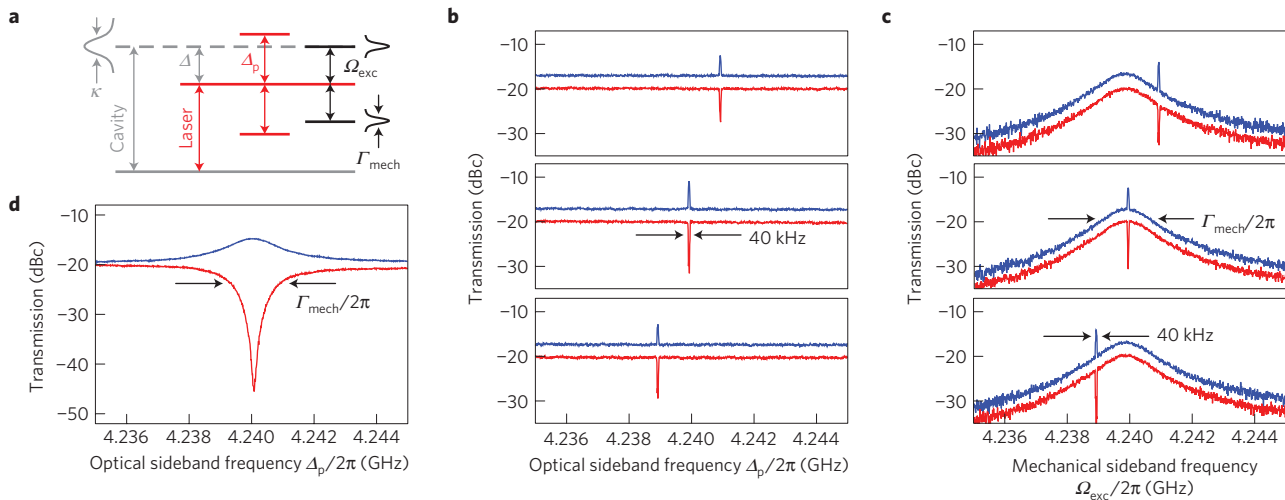 a
κ
Cavity
Δ
Laser
Δp
Ωexc
Γmech
b
−10
−20
−30
−10
−20
−30
40 kHz
−10
−20
−30
Transmission (dBc)
4.236
4.238
4.240
4.242
4.244
Optical sideband frequency Δp/2π (GHz)
c
−10
−20
−30
−10
−20
−30
Γmech/2π
−10
−20
−30
40 kHz
Transmission (dBc)
4.236
4.238
4.240
4.242
4.244
Mechanical sideband frequency
Ωexc/2π (GHz)
d
−10
−20
−30
−40
−50
Γmech/2π
Transmission (dBc)
4.236
4.238
4.240
4.242
4.244
Optical sideband frequency Δp/2π (GHz)